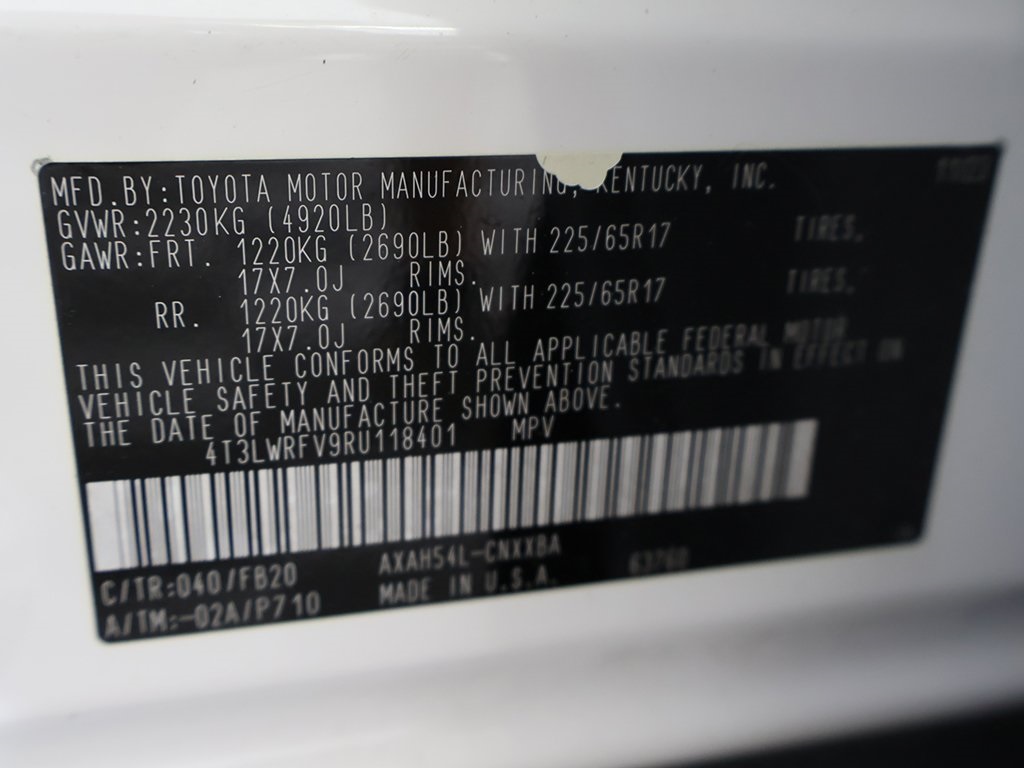 MFD.BY:TOYOTA MOTOR MANUFACTURING, KENTUCKY, INC. 11/23
GVWR:2230KG (4920LB)
GAWR:FRT. 1220KG (2690LB) WITH 225/65R17 TIRES,
17X7.0J RIMS.
RR. 1220KG (2690LB) WITH 225/65R17 TIRES,
17X7.0J RIMS.
THIS VEHICLE CONFORMS TO ALL APPLICABLE FEDERAL MOTOR
VEHICLE SAFETY AND THEFT PREVENTION STANDARDS IN EFFECT ON
THE DATE OF MANUFACTURE SHOWN ABOVE.
4T3LWRFV9RU118401 MPV
C/TR:040/FB20 AXAH54L-CNXXBA
A/TM:-02A/P710 MADE IN U.S.A.